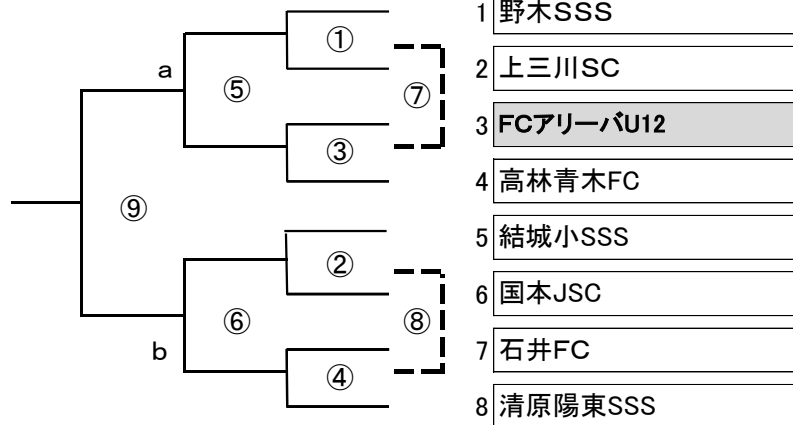 1 野木SSS
①
a
2 上三川SC
⑤
⑦
3 FCアリーバU12
③
4 高林青木FC
⑨
5 結城小SSS
②
6 国本JSC
⑥
⑧
b
7 石井FC
④
8 清原陽東SSS